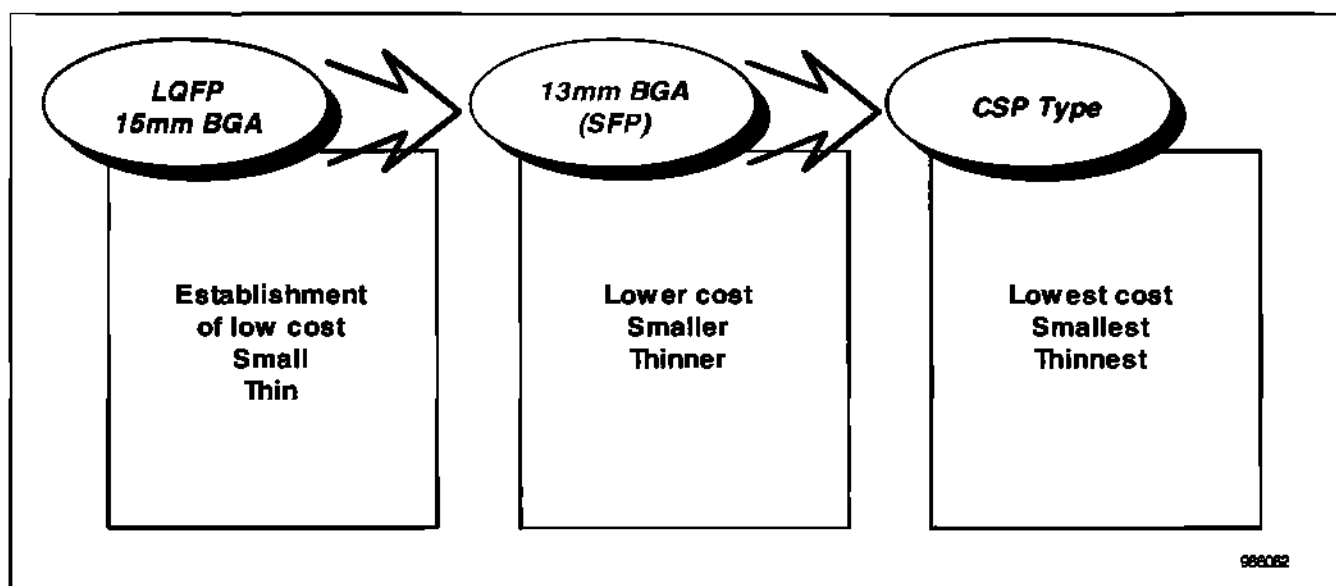 LQFP
15mm BGA
13mm BGA
(SFP)
CSP Type
Establishment
of low cost
Small
Thin
Lower cost
Smaller
Thinner
Lowest cost
Smallest
Thinnest
986082